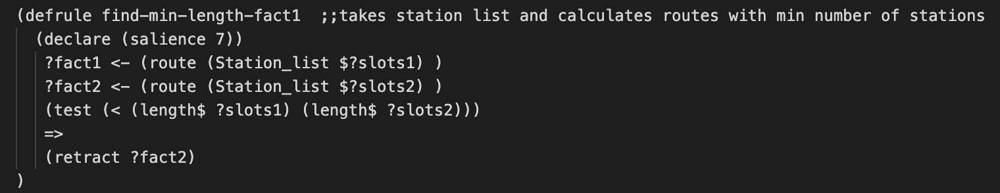 (defrule find-min-length-fact1  ;;takes station list and calculates routes with min number of stations
(declare (salience 7))
?fact1 <- (route (Station_list $?slots1) )
?fact2 <- (route (Station_list $?slots2) )
(test (< (length$ ?slots1) (length$ ?slots2)))
=>
(retract ?fact2)
)